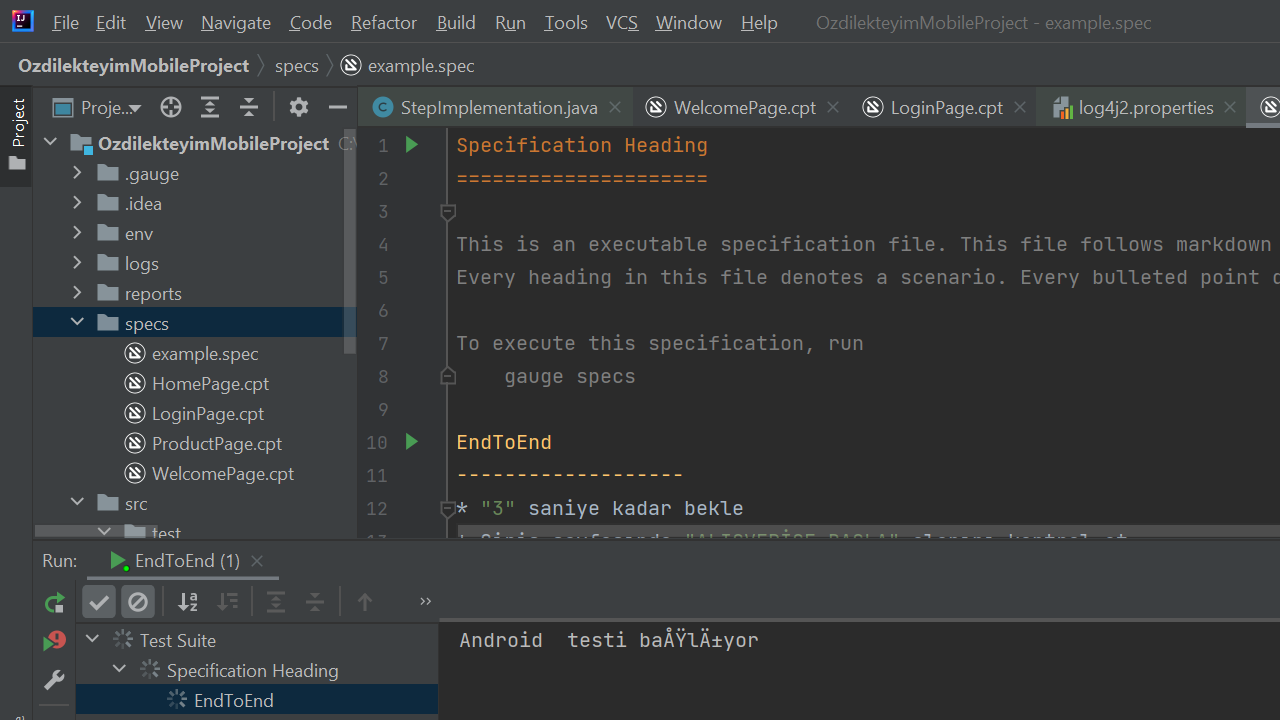 File Edit View Navigate Code Refactor Build Run Tools VCS Window Help OzdilekteyimMobileProject - example.spec
OzdilekteyimMobileProject specs example.spec
Project
Proje...
StepImplementation.java WelcomePage.cpt LoginPage.cpt log4j2.properties
OzdilekteyimMobileProject
.gauge
.idea
env
logs
reports
specs
example.spec
HomePage.cpt
LoginPage.cpt
ProductPage.cpt
WelcomePage.cpt
src
test
1 Specification Heading
2 =====================
3
4 This is an executable specification file. This file follows markdown
5 Every heading in this file denotes a scenario. Every bulleted point
6
7 To execute this specification, run
8 gauge specs
9
10 EndToEnd
11 -------------------
12 * "3" saniye kadar bekle
Run: EndToEnd (1)
Test Suite
Specification Heading
EndToEnd
Android  testi baÅŸlÄ±yor